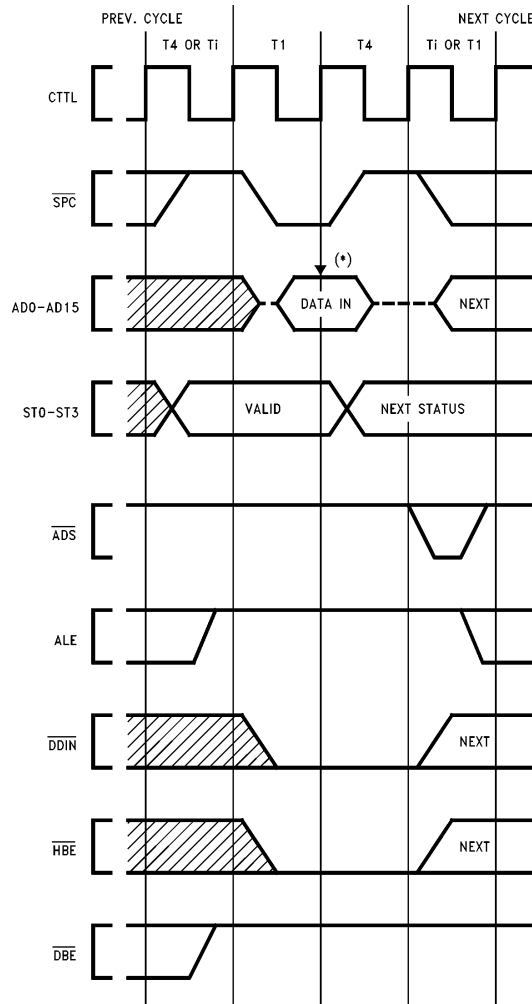 PREV. CYCLE NEXT CYCLE
T4 OR Ti T1 T4 Ti OR T1
CTTL
SPC
(*)
AD0-AD15 DATA IN NEXT
ST0-ST3 VALID NEXT STATUS
ADS
ALE
DDIN NEXT
HBE NEXT
DBE